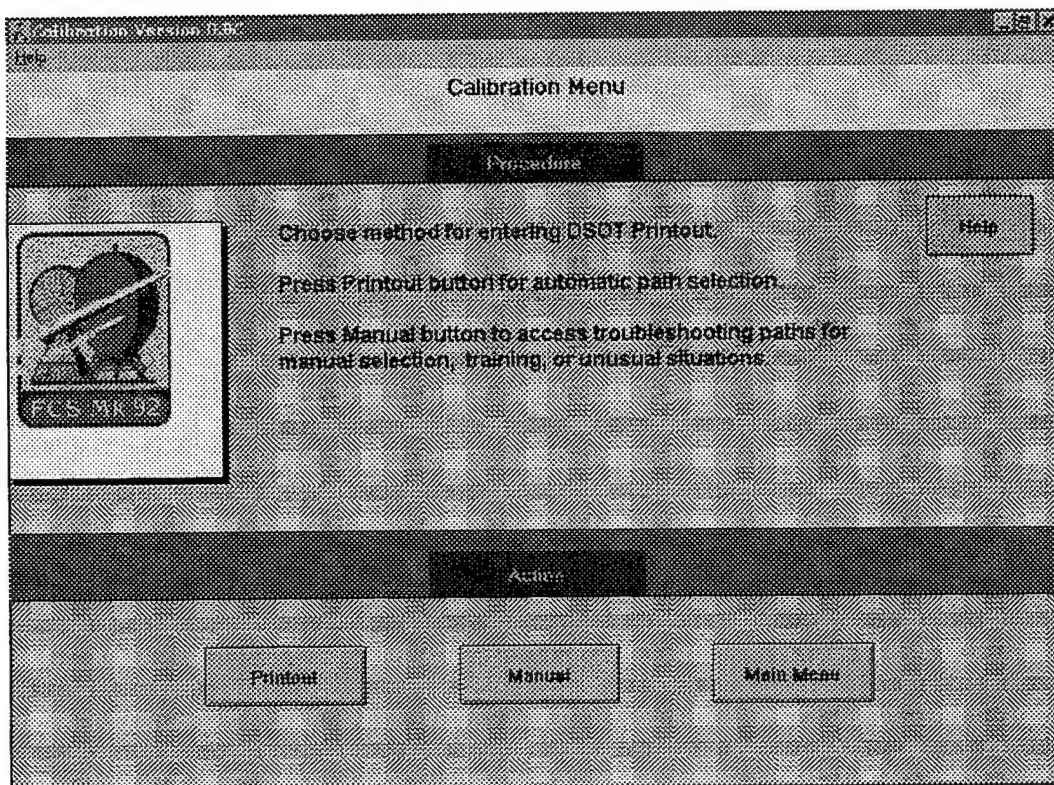 Calibration Version
Help
Calibration Menu
Procedure
Choose method for entering DSOT Printout.
Help
Press Printout button for automatic path selection.
Press Manual button to access troubleshooting paths for
manual selection, training, or unusual situations.
FCS MK 92
Action
Printout
Manual
Main Menu